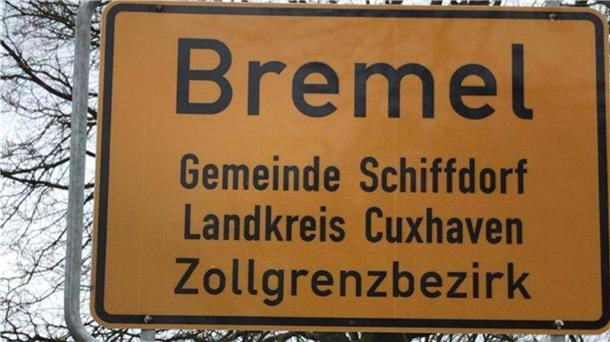 Bremel
Gemeinde Schiffdorf
Landkreis Cuxhaven
Zollgrenzbezirk